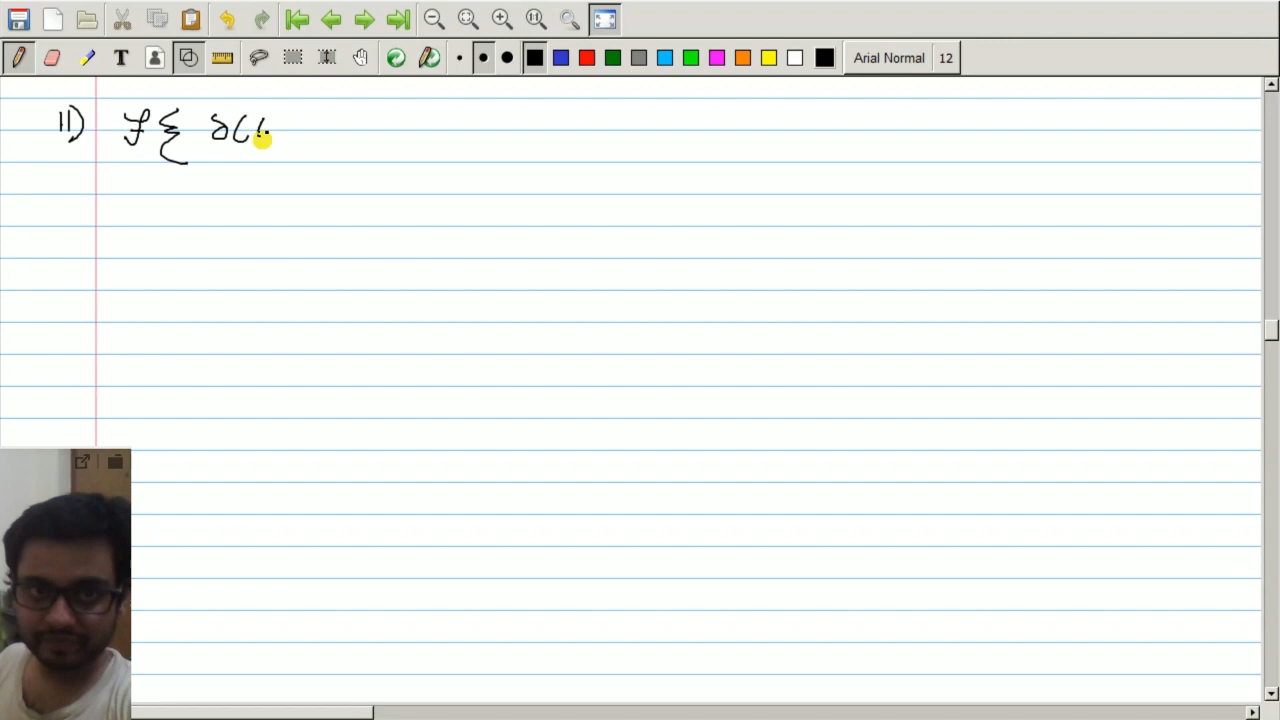 T
Arial Normal 12
11) ℱ{ δ(